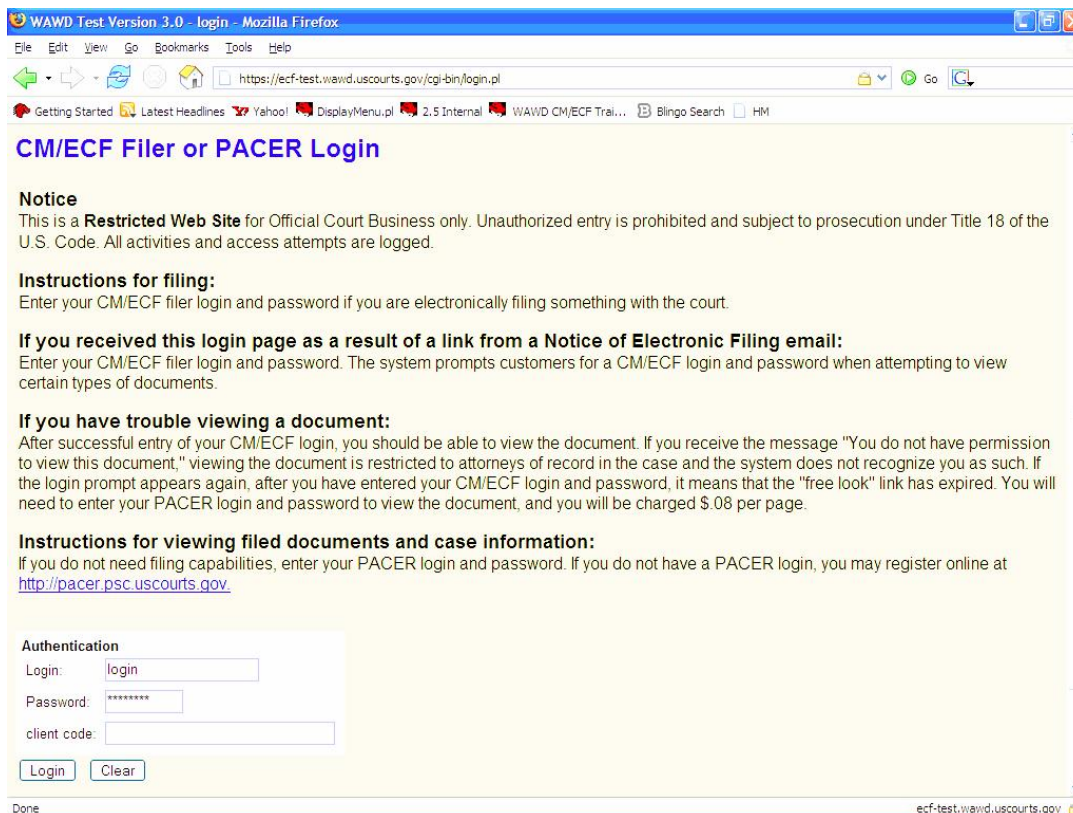 WAWD Test Version 3.0 - login - Mozilla Firefox
File Edit View Go Bookmarks Tools Help
https://ecf-test.wawd.uscourts.gov/cgi-bin/login.pl Go
Getting Started Latest Headlines Yahoo! DisplayMenu.pl 2.5 Internal WAWD CM/ECF Trai... Blingo Search HM
CM/ECF Filer or PACER Login
Notice
This is a Restricted Web Site for Official Court Business only. Unauthorized entry is prohibited and subject to prosecution under Title 18 of the
U.S. Code. All activities and access attempts are logged.
Instructions for filing:
Enter your CM/ECF filer login and password if you are electronically filing something with the court.
If you received this login page as a result of a link from a Notice of Electronic Filing email:
Enter your CM/ECF filer login and password. The system prompts customers for a CM/ECF login and password when attempting to view
certain types of documents.
If you have trouble viewing a document:
After successful entry of your CM/ECF login, you should be able to view the document. If you receive the message "You do not have permission
to view this document," viewing the document is restricted to attorneys of record in the case and the system does not recognize you as such. If
the login prompt appears again, after you have entered your CM/ECF login and password, it means that the "free look" link has expired. You will
need to enter your PACER login and password to view the document, and you will be charged $.08 per page.
Instructions for viewing filed documents and case information:
If you do not need filing capabilities, enter your PACER login and password. If you do not have a PACER login, you may register online at
http://pacer.psc.uscourts.gov.
Authentication
Login: login
Password: ********
client code:
Login Clear
Done ecf-test.wawd.uscourts.gov